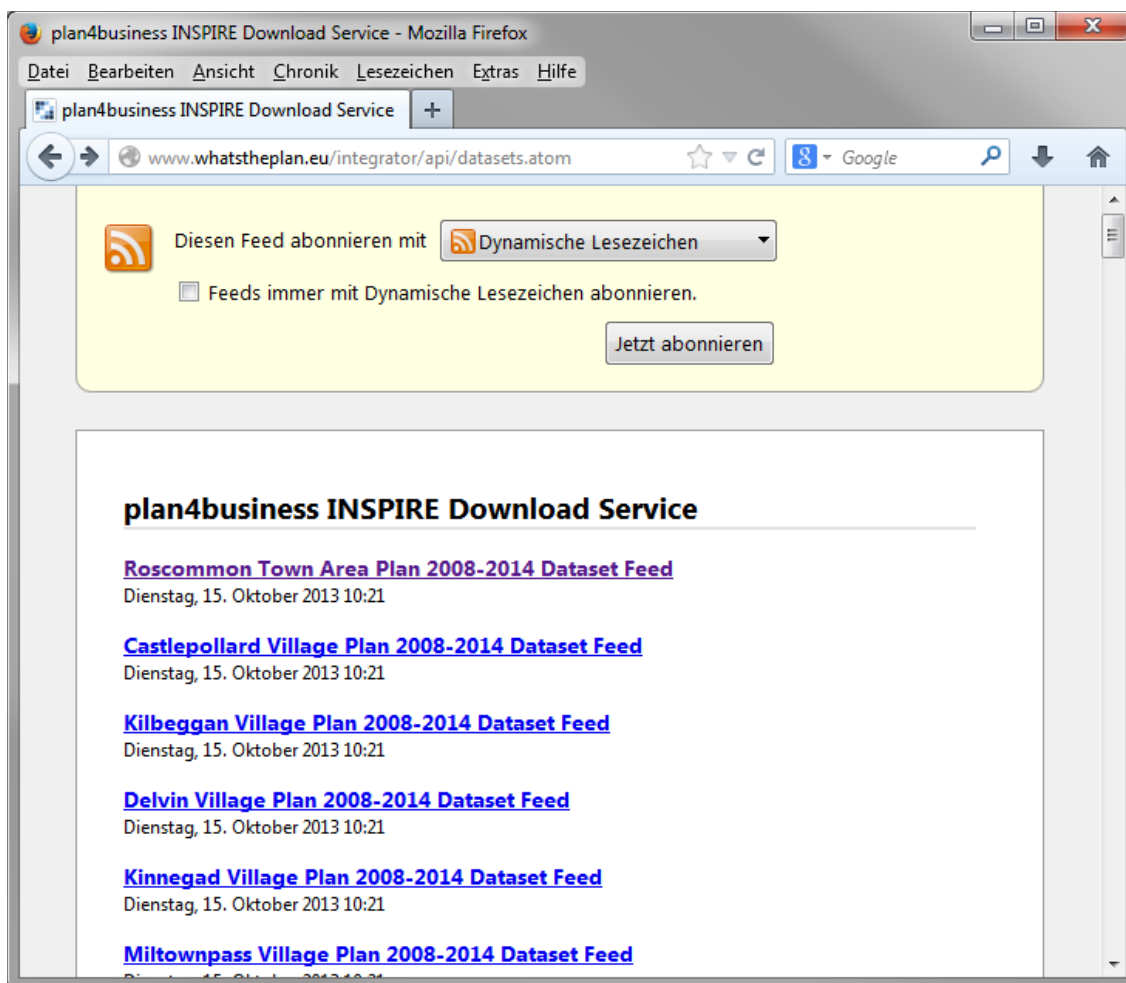 plan4business INSPIRE Download Service - Mozilla Firefox
Datei Bearbeiten Ansicht Chronik Lesezeichen Extras Hilfe
plan4business INSPIRE Download Service +
www.whatstheplan.eu/integrator/api/datasets.atom 8 Google
Diesen Feed abonnieren mit Dynamische Lesezeichen
Feeds immer mit Dynamische Lesezeichen abonnieren.
Jetzt abonnieren
plan4business INSPIRE Download Service
Roscommon Town Area Plan 2008-2014 Dataset Feed
Dienstag, 15. Oktober 2013 10:21
Castlepollard Village Plan 2008-2014 Dataset Feed
Dienstag, 15. Oktober 2013 10:21
Kilbeggan Village Plan 2008-2014 Dataset Feed
Dienstag, 15. Oktober 2013 10:21
Delvin Village Plan 2008-2014 Dataset Feed
Dienstag, 15. Oktober 2013 10:21
Kinnegad Village Plan 2008-2014 Dataset Feed
Dienstag, 15. Oktober 2013 10:21
Miltownpass Village Plan 2008-2014 Dataset Feed